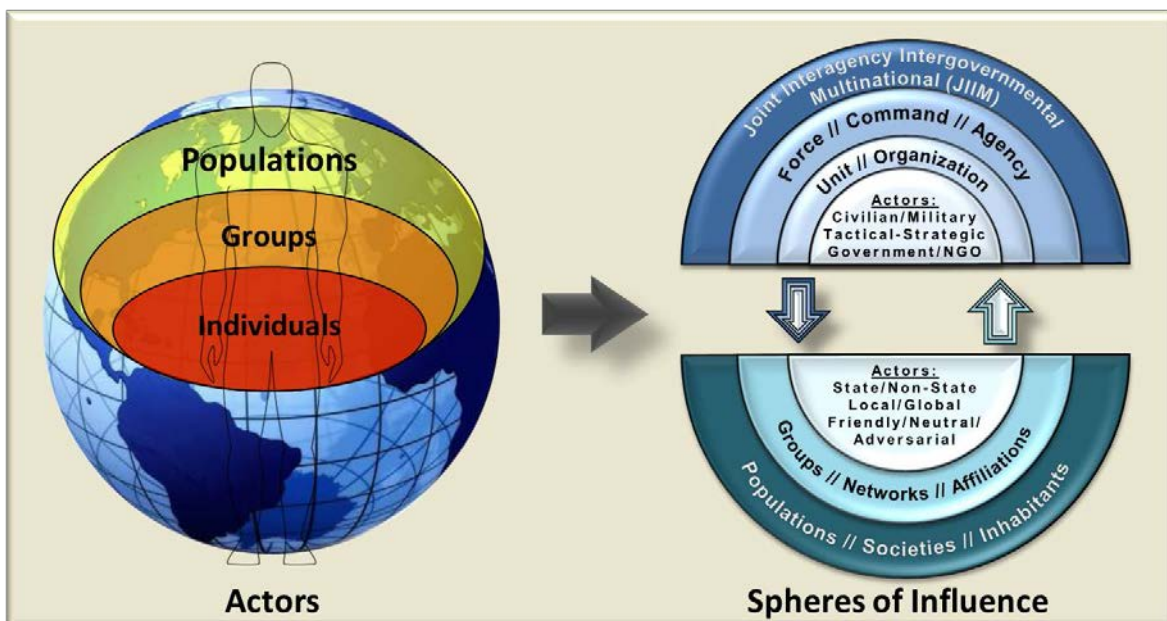 Populations
Groups
Individuals
Actors
Joint Interagency Intergovernmental
Multinational (JIIM)
Force // Command // Agency
Unit // Organization
Actors:
Civilian/Military
Tactical-Strategic
Government/NGO
Actors:
State/Non-State
Local/Global
Friendly/Neutral/
Adversarial
Groups // Networks // Affiliations
Populations // Societies // Inhabitants
Spheres of Influence